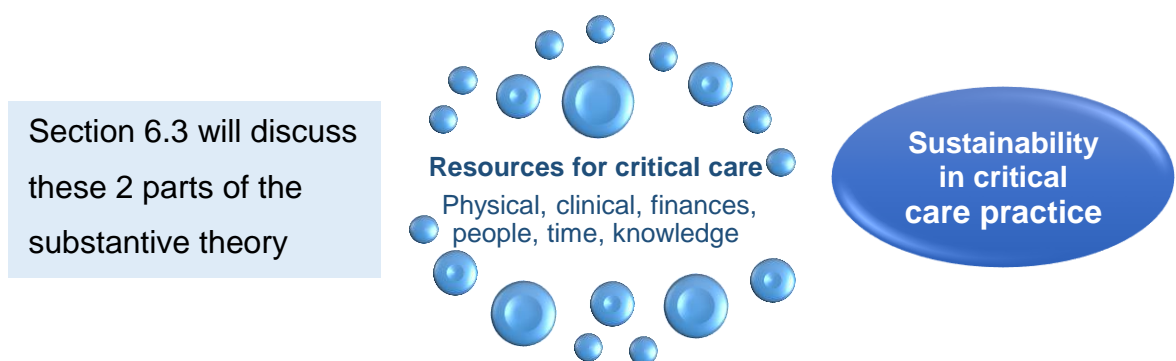 Section 6.3 will discuss
these 2 parts of the
substantive theory
Resources for critical care
Physical, clinical, finances,
people, time, knowledge
Sustainability
in critical
care practice